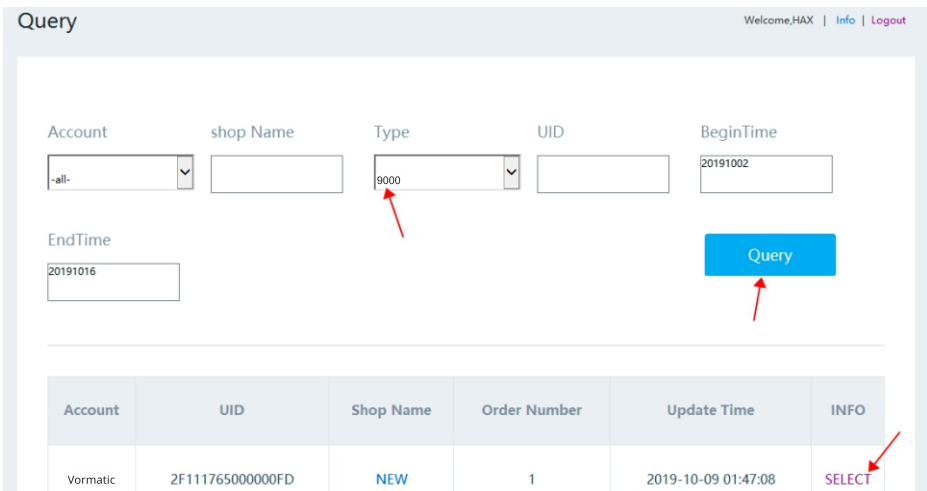 Query
Welcome,HAX | Info | Logout
Account shop Name Type UID BeginTime
-all- 9000 20191002
EndTime
20191016
Query
Account UID Shop Name Order Number Update Time INFO
Vormatic 2F111765000000FD NEW 1 2019-10-09 01:47:08 SELECT